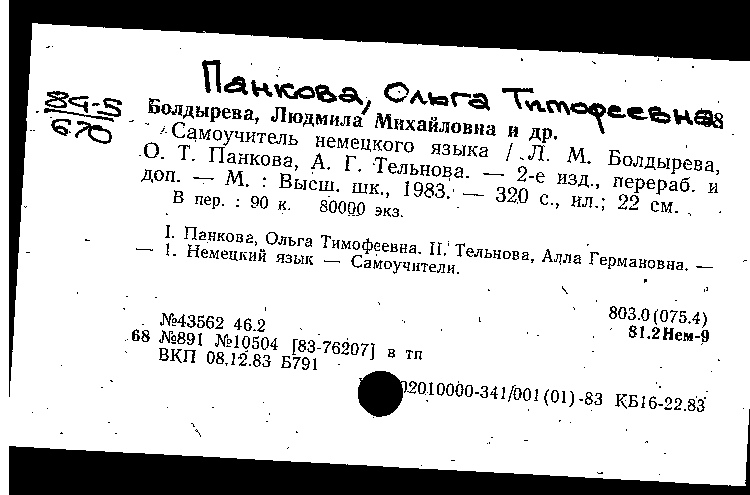 Панкова, Ольга Тимофеевна
84-5
670
Болдырева, Людмила Михайловна и др.
Самоучитель немецкого языка / Л. М. Болдырева,
О. Т. Панкова, А. Г. Тельнова. — 2-е изд., перераб. и
доп. — М. : Высш. шк., 1983. — 320 с., ил.; 22 см.
В пер. : 90 к. 80000 экз.
I. Панкова, Ольга Тимофеевна. II. Тельнова, Алла Германовна. —
— 1. Немецкий язык — Самоучители.
803.0(075.4)
81.2Нем-9
№43562 46.2
68 №891 №10504 [83-76207] в тп
ВКП 08.12.83 Б791
02010000-341/001(01)-83 КБ16-22.83